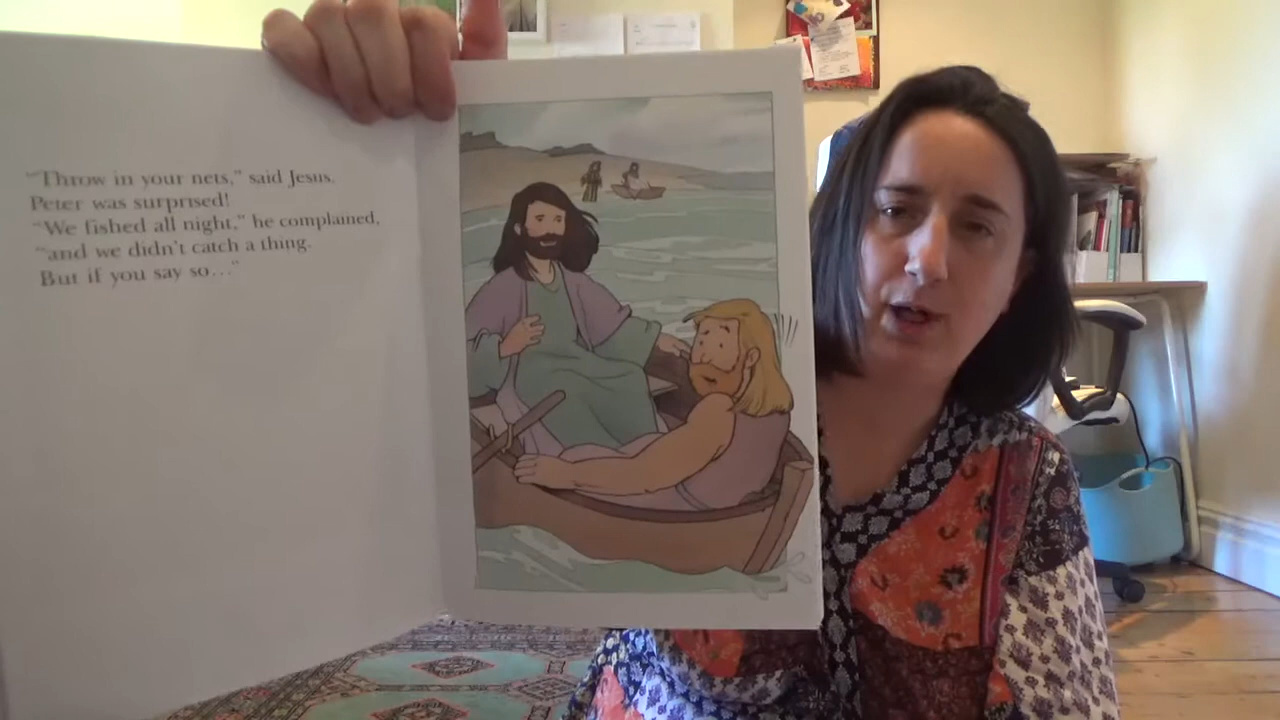 "Throw in your nets," said Jesus.
Peter was surprised!
"We fished all night," he complained,
"and we didn't catch a thing.
But if you say so…"